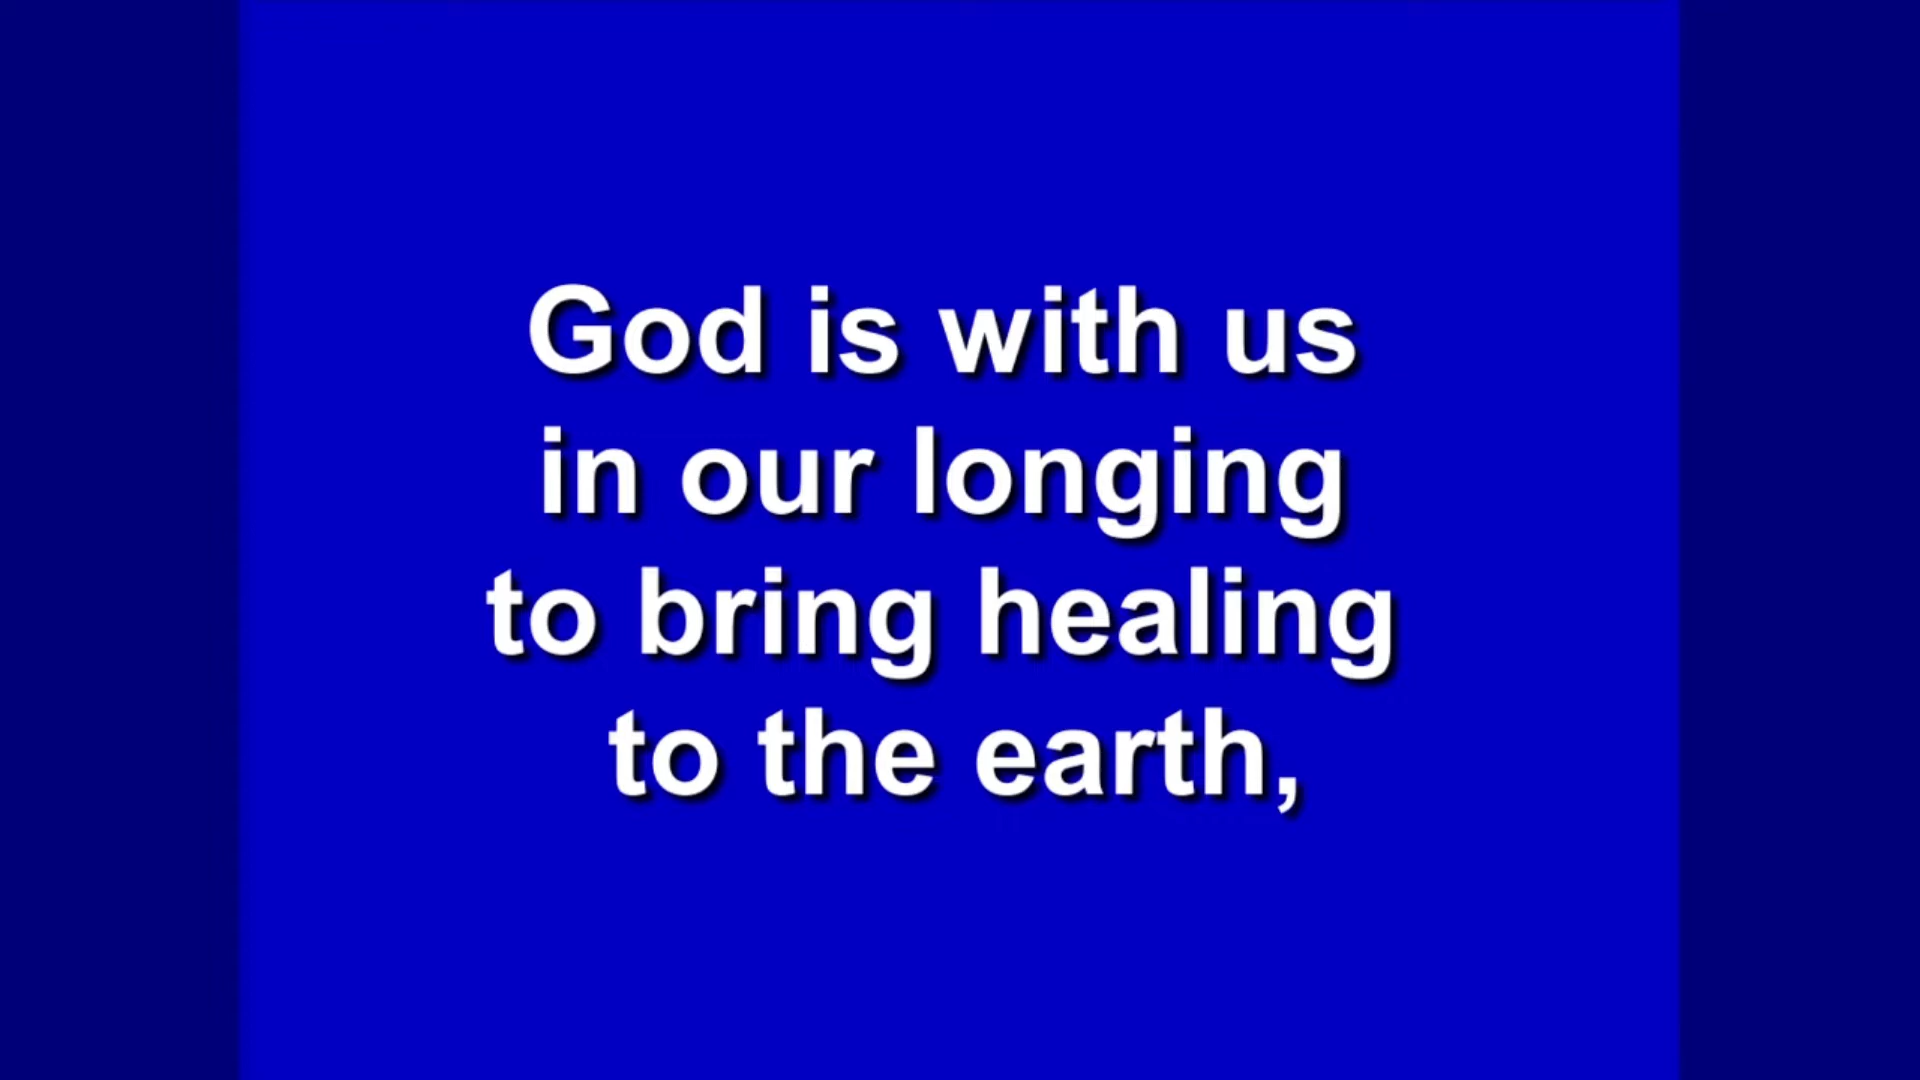 God is with us
in our longing
to bring healing
to the earth,